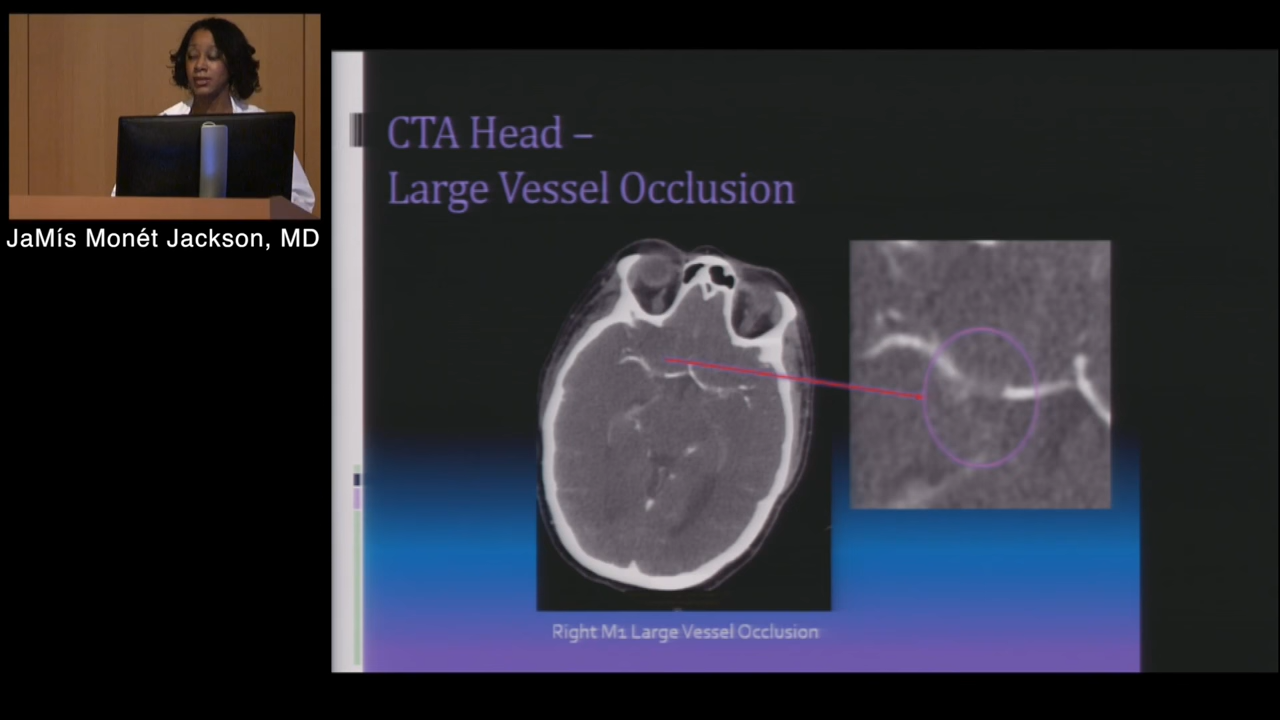 JaMís Monét Jackson, MD
CTA Head –
Large Vessel Occlusion
Right M1 Large Vessel Occlusion